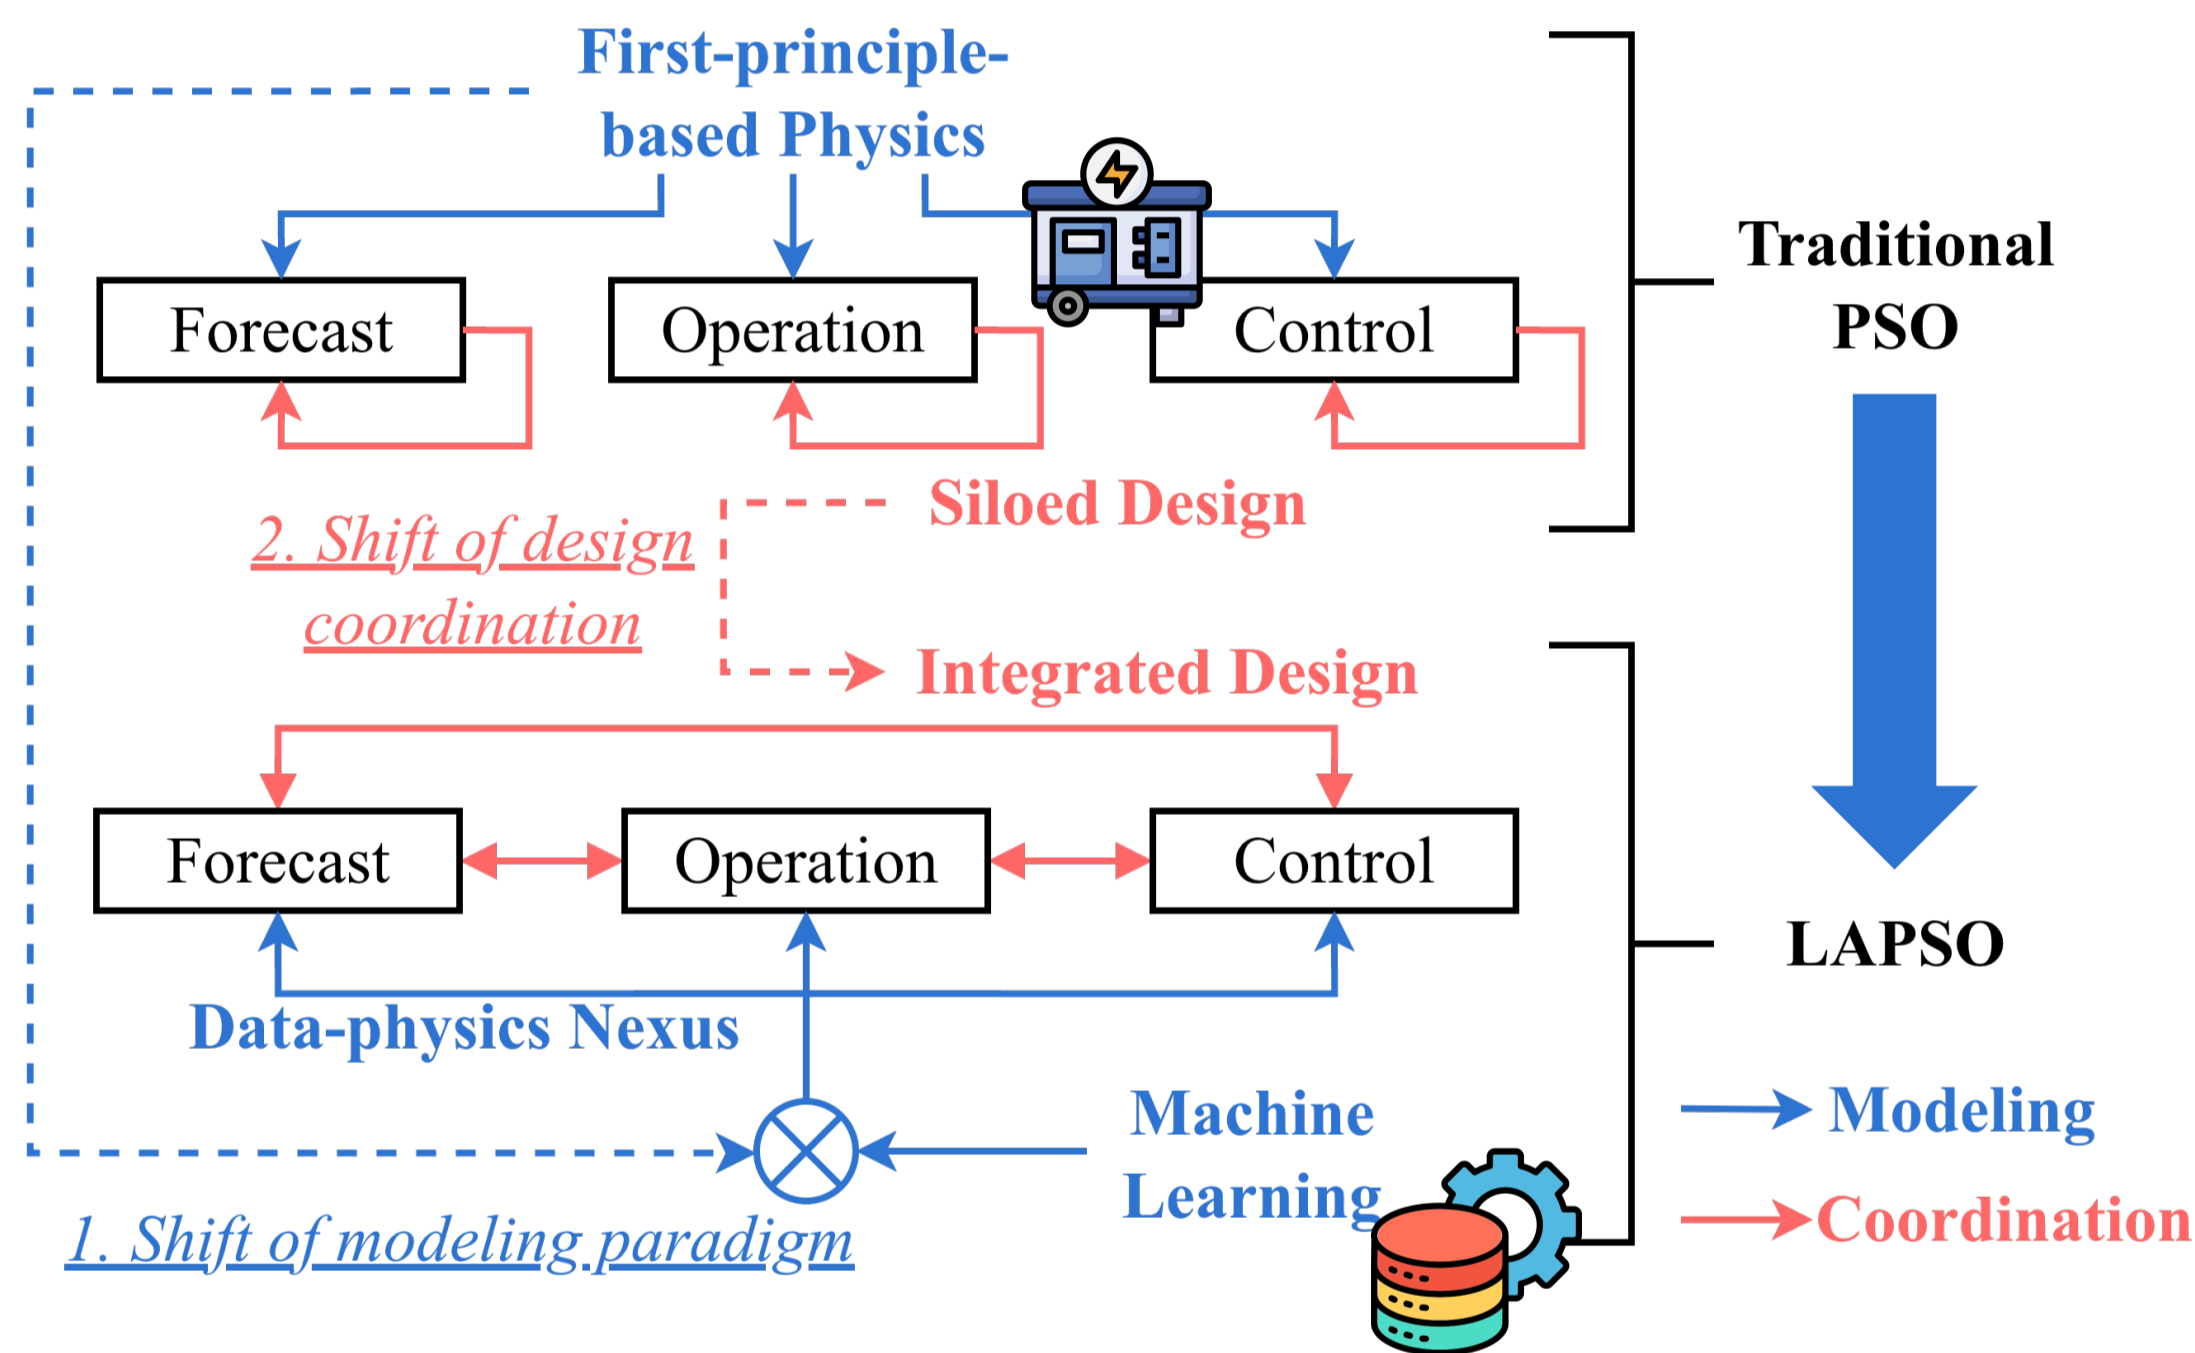 First-principle-
based Physics
Forecast
Operation
Control
Traditional
PSO
Siloed Design
2. Shift of design
coordination
Integrated Design
Forecast
Operation
Control
LAPSO
Data-physics Nexus
Machine
Learning
1. Shift of modeling paradigm
Modeling
Coordination